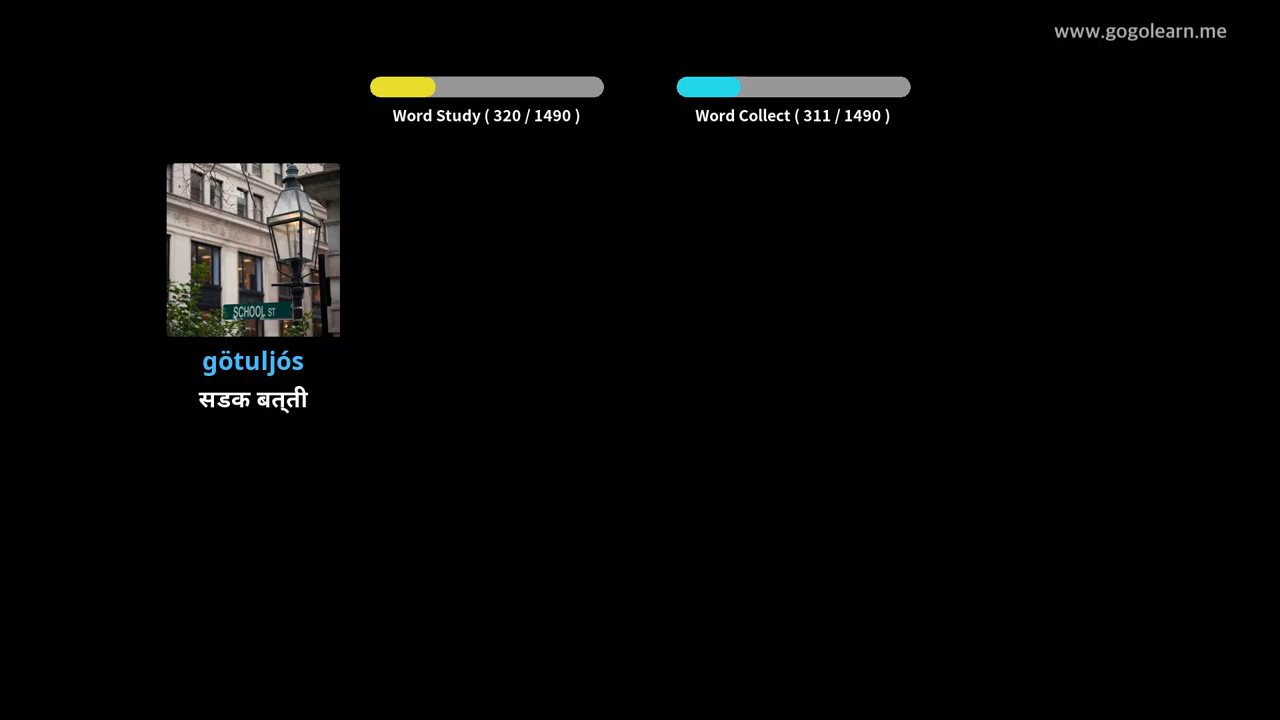 www.gogolearn.me
Word Study ( 320 / 1490 )
Word Collect ( 311 / 1490 )
SCHOOL ST
götuljós
सडक बत्ती